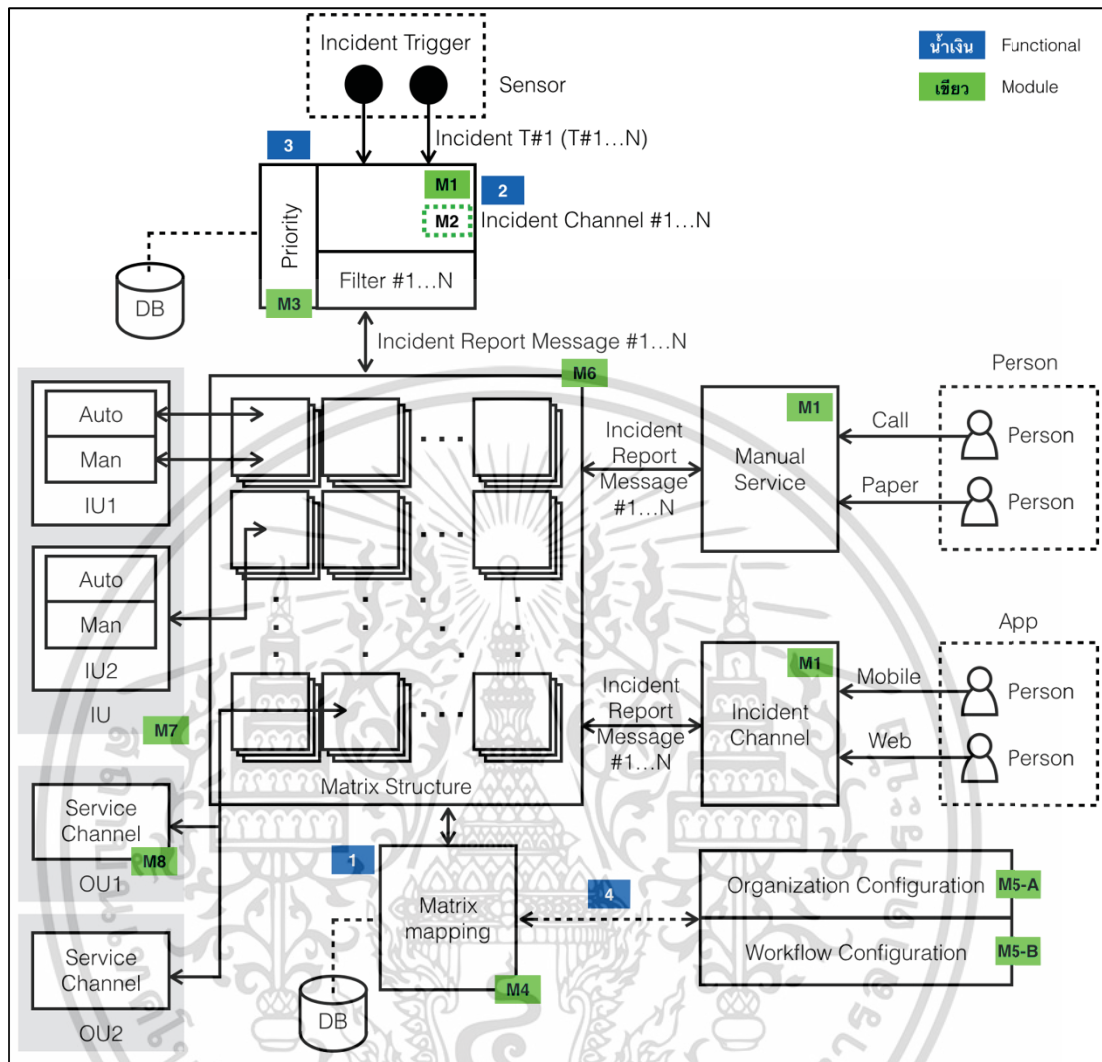 Incident Trigger
Sensor
น้ำเงิน Functional
เขียว Module
Incident T#1 (T#1...N)
3
M1
2
M2
Incident Channel #1...N
Priority
Filter #1...N
M3
DB
Incident Report Message #1...N
M6
Auto
Man
IU1
Auto
Man
IU2
IU
M7
Matrix Structure
Incident
Report
Message
#1...N
M1
Manual
Service
Call
Paper
Person
Person
Person
Incident
Report
Message
#1...N
M1
Incident
Channel
Mobile
Web
App
Person
Person
Service
Channel
M8
OU1
Service
Channel
OU2
1
Matrix
mapping
M4
DB
4
Organization Configuration
M5-A
Workflow Configuration
M5-B